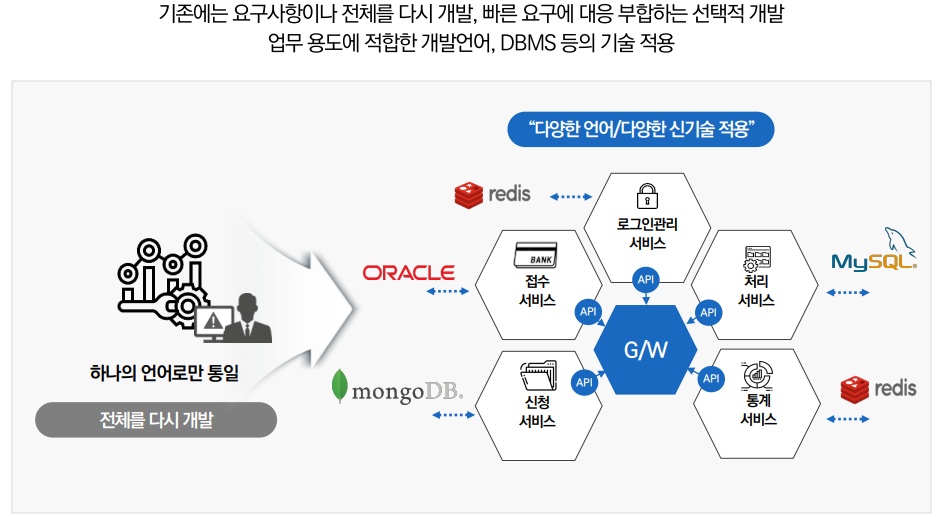 기존에는 요구사항이나 전체를 다시 개발, 빠른 요구에 대응 부합하는 선택적 개발
업무 용도에 적합한 개발언어, DBMS 등의 기술 적용
“다양한 언어/다양한 신기술 적용”
redis
로그인관리
서비스
ORACLE
BANK
접수
서비스
API
처리
서비스
MySQL®
API
API
G/W
하나의 언어로만 통일
전체를 다시 개발
mongoDB®
신청
서비스
API
API
통계
서비스
redis